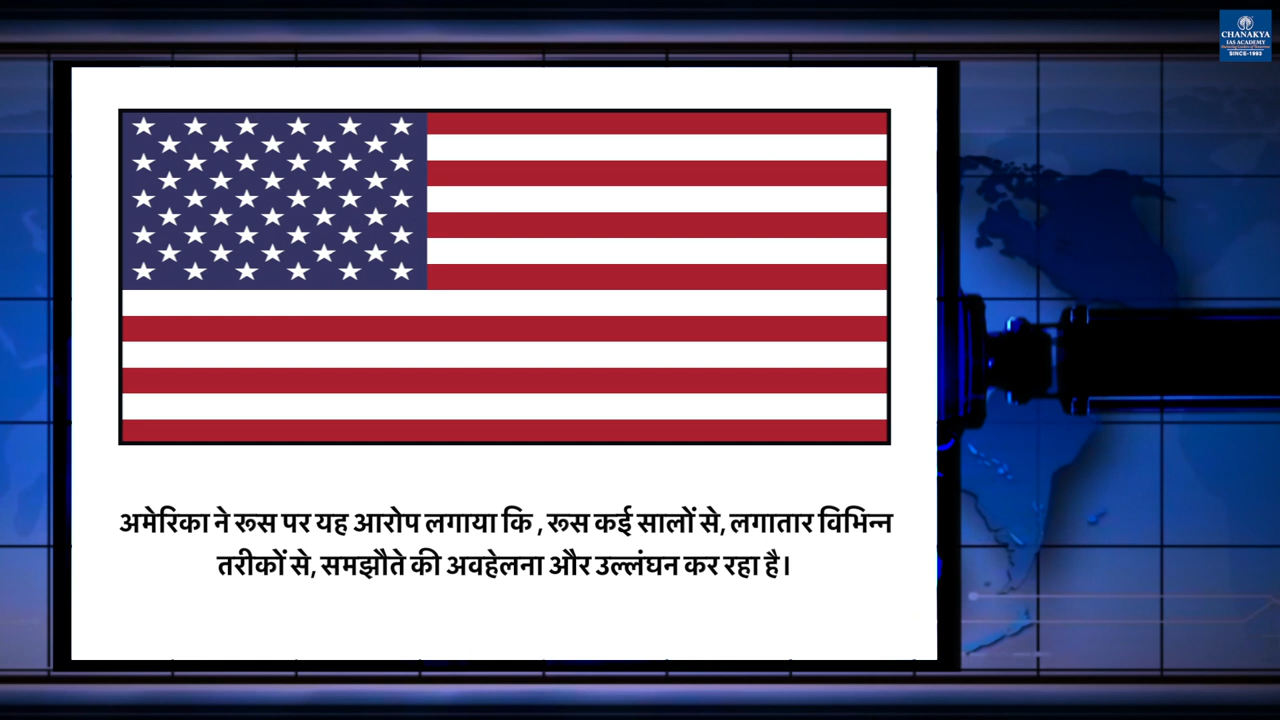 CHANAKYA
IAS ACADEMY
SINCE-1993
अमेरिका ने रूस पर यह आरोप लगाया कि , रूस कई सालों से, लगातार विभिन्न
तरीकों से, समझौते की अवहेलना और उल्लंघन कर रहा है।